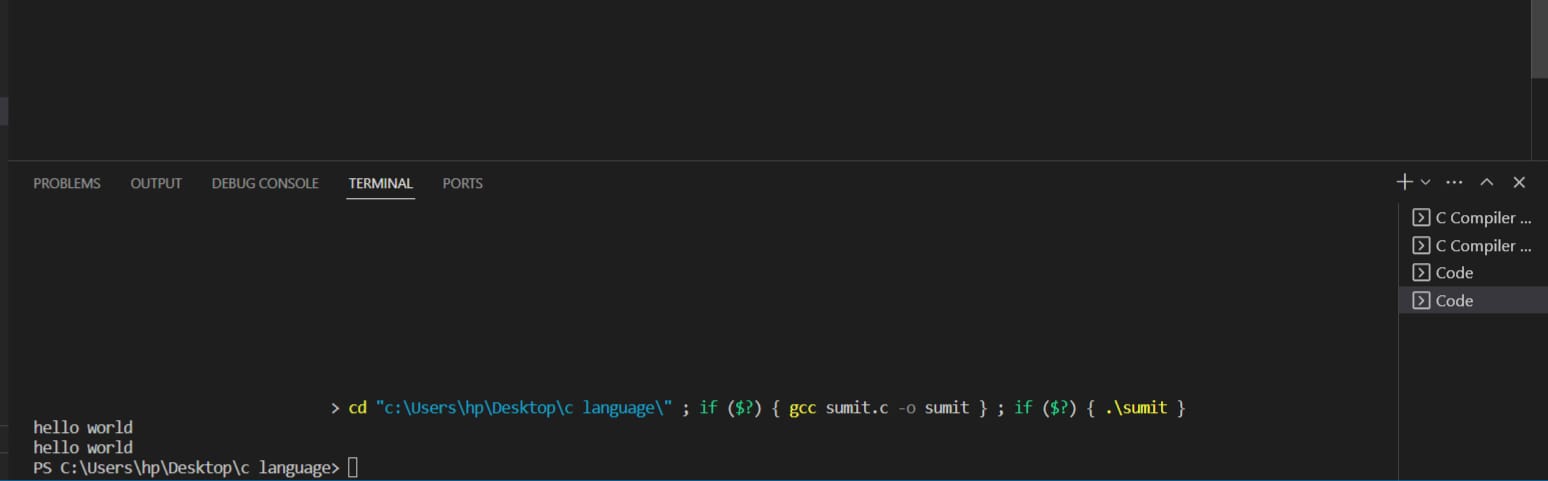 PROBLEMS OUTPUT DEBUG CONSOLE TERMINAL PORTS
C Compiler ...
C Compiler ...
Code
Code
> cd "c:\Users\hp\Desktop\c language\" ; if ($?) { gcc sumit.c -o sumit } ; if ($?) { .\sumit }
hello world
hello world
PS C:\Users\hp\Desktop\c language>